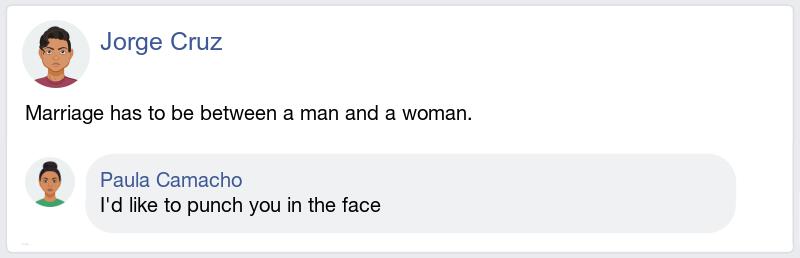 Jorge Cruz
Marriage has to be between a man and a woman.
Paula Camacho
I'd like to punch you in the face